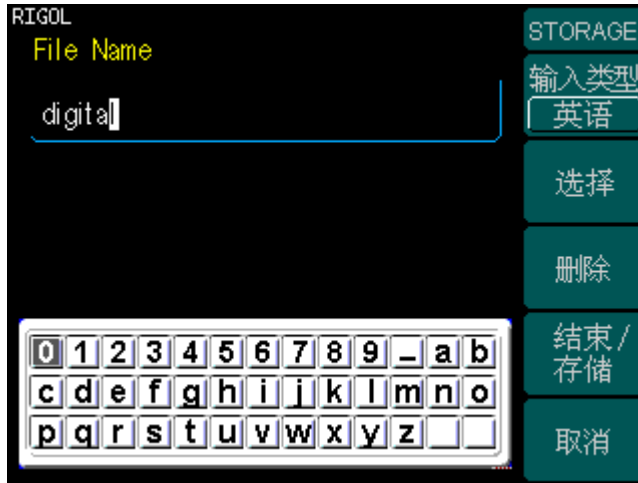 RIGOL
File Name
digital
STORAGE
输入类型
英语
选择
删除
结束/
存储
取消
0 1 2 3 4 5 6 7 8 9 _ a b
c d e f g h i j k l m n o
p q r s t u v w x y z